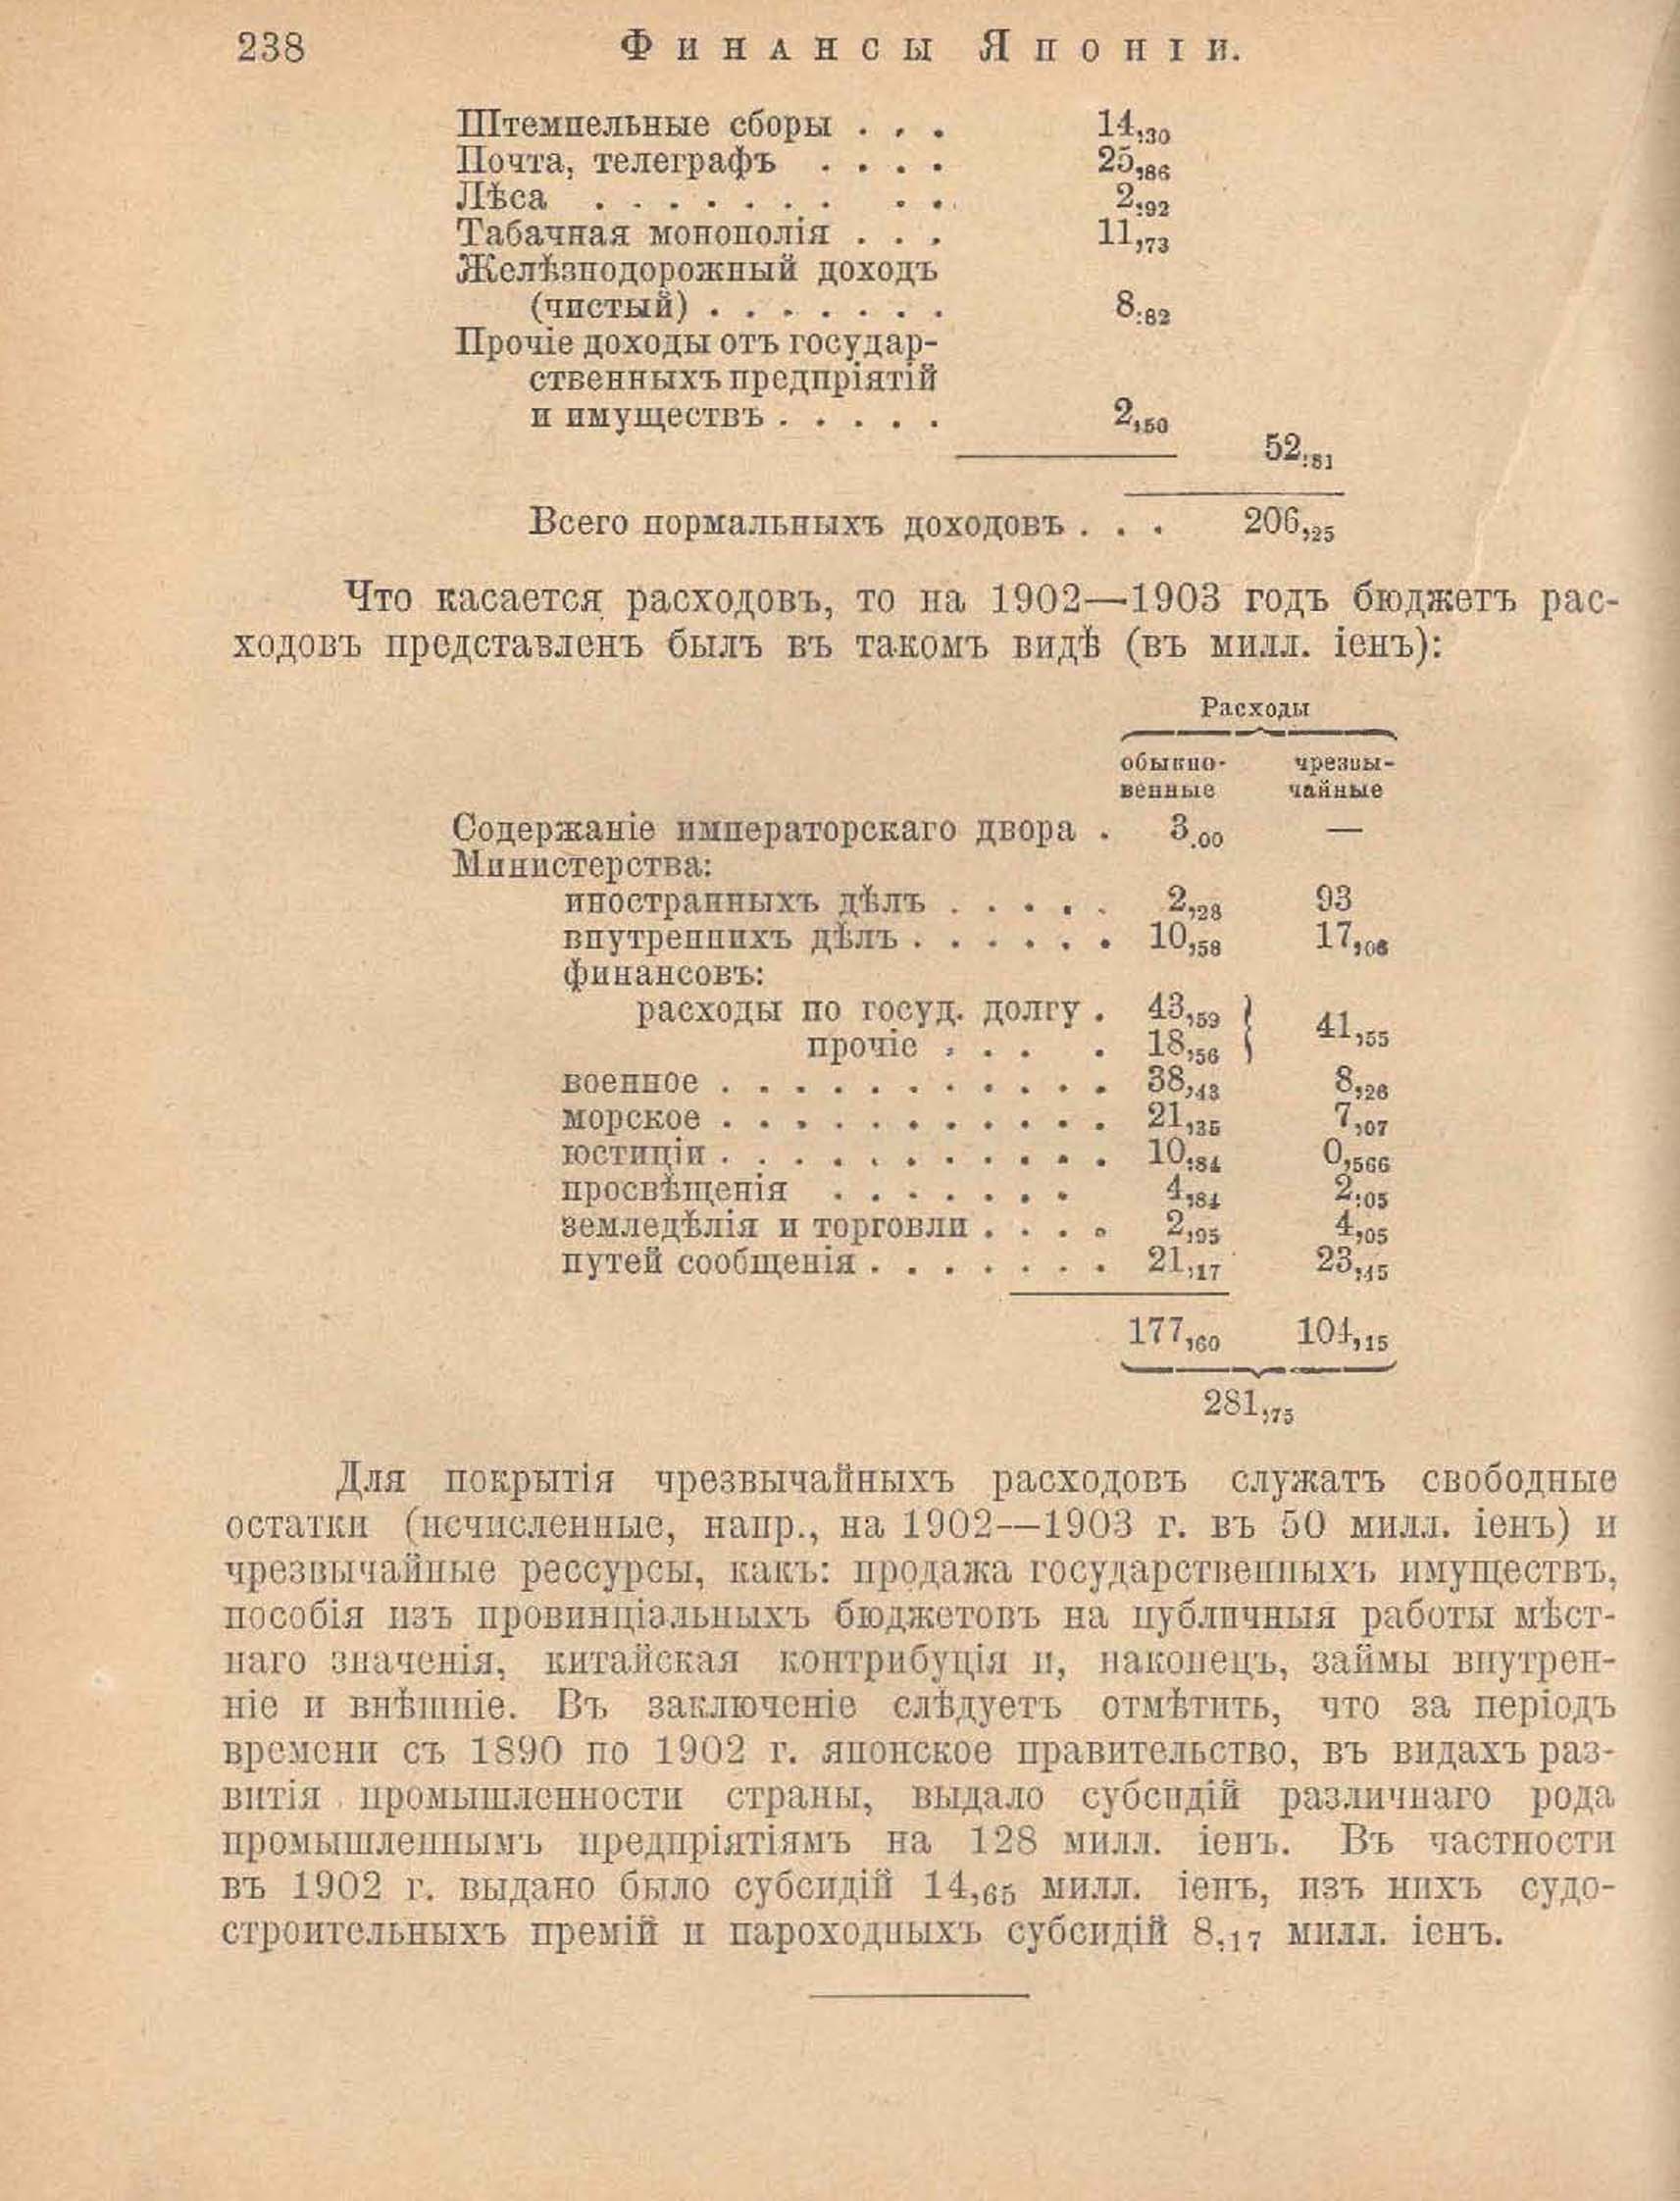 238
Финансы Японіи.
Штемпельные сборы . . . 14,30
Почта, телеграфъ . . . . 25,86
Лѣса . . . . . . . . . 2,92
Табачная монополія . . . 11,73
Желѣзнодорожный доходъ
(чистый) . . . . . . . 8,82
Прочіе доходы отъ государ-
ственныхъ предпріятій
и имуществъ . . . . . 2,50
52,81
Всего нормальныхъ доходовъ . . . 206,25
Что касается расходовъ, то на 1902—1903 годъ бюджетъ рас-
ходовъ представленъ былъ въ такомъ видѣ (въ милл. іенъ):
Расходы
обыкно- чрезвы-
венные чайные
Содержаніе императорскаго двора . 3.00 —
Министерства:
иностранныхъ дѣлъ . . . . . 2,28 93
внутреннихъ дѣлъ . . . . . . 10,58 17,06
финансовъ:
расходы по госуд. долгу . 43,59
41,55
прочіе . . . . 18,56
военное . . . . . . . . . . . 38,43 8,26
морское . . . . . . . . . . . 21,35 7,07
юстиціи . . . . . . . . . . . 10,84 0,566
просвѣщенія . . . . . . . 4,84 2,05
земледѣлія и торговли . . . . 2,95 4,05
путей сообщенія . . . . . . . 21,17 23,45
177,60 104,15
281,75
Для покрытія чрезвычайныхъ расходовъ служатъ свободные
остатки (исчисленные, напр., на 1902—1903 г. въ 50 милл. іенъ) и
чрезвычайные рессурсы, какъ: продажа государственныхъ имуществъ,
пособія изъ провинціальныхъ бюджетовъ на публичныя работы мѣст-
наго значенія, китайская контрибуція и, наконецъ, займы внутрен-
ніе и внѣшніе. Въ заключеніе слѣдуетъ отмѣтить, что за періодъ
времени съ 1890 по 1902 г. японское правительство, въ видахъ раз-
витія промышленности страны, выдало субсидій различнаго рода
промышленнымъ предпріятіямъ на 128 милл. іенъ. Въ частности
въ 1902 г. выдано было субсидій 14,65 милл. іенъ, изъ нихъ судо-
строительныхъ премій и пароходныхъ субсидій 8,17 милл. іенъ.